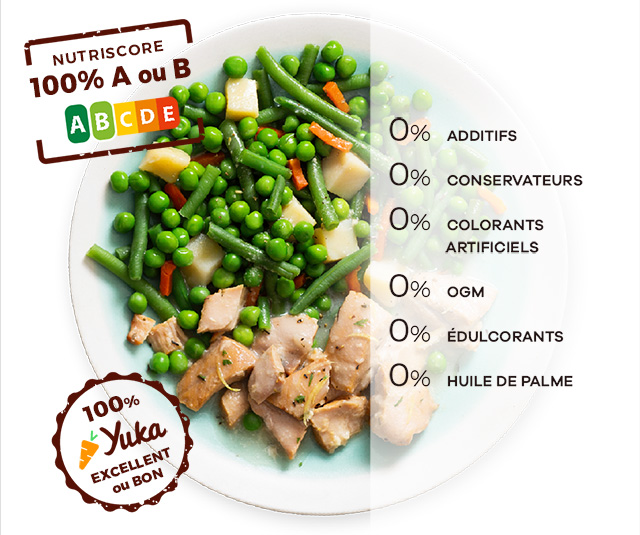 NUTRISCORE
100% A ou B
A B C D E
0% ADDITIFS
0% CONSERVATEURS
0% COLORANTS
ARTIFICIELS
0% OGM
0% ÉDULCORANTS
0% HUILE DE PALME
100%
Yuka
EXCELLENT
ou BON